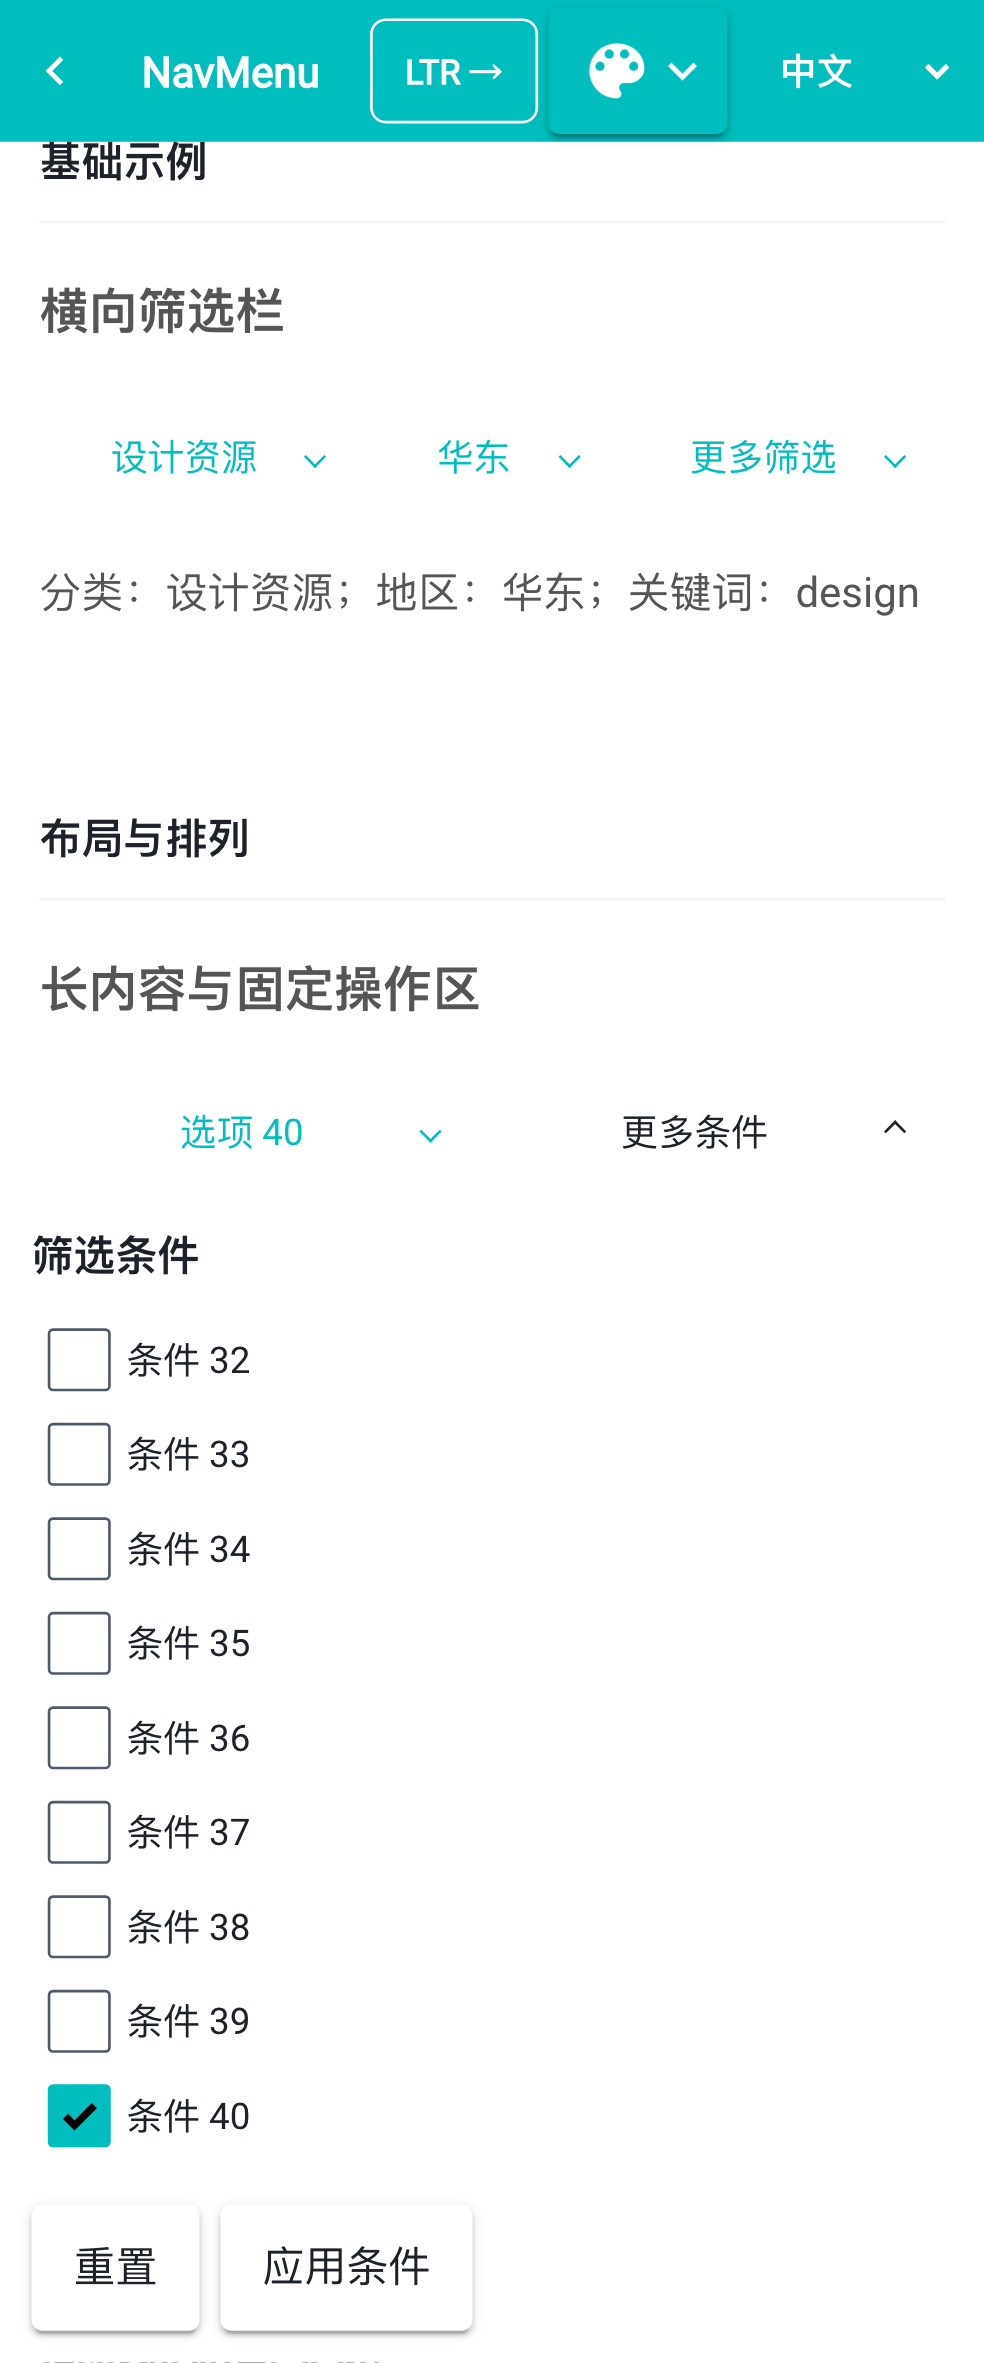 NavMenu
LTR→
中文
基础示例
横向筛选栏
设计资源
华东
更多筛选
分类：设计资源；地区：华东；关键词：design
布局与排列
长内容与固定操作区
选项 40
更多条件
筛选条件
条件 32
条件 33
条件 34
条件 35
条件 36
条件 37
条件 38
条件 39
条件 40
重置
应用条件